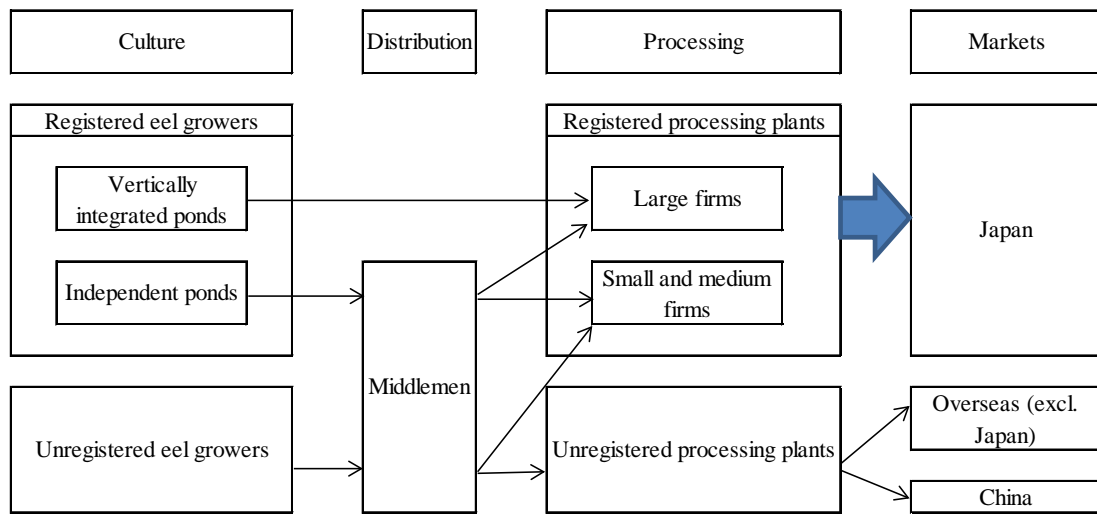 Culture
Distribution
Processing
Markets
Registered eel growers
Registered processing plants
Vertically
integrated ponds
Large firms
Japan
Independent ponds
Small and medium
firms
Middlemen
Unregistered eel growers
Unregistered processing plants
Overseas (excl.
Japan)
China